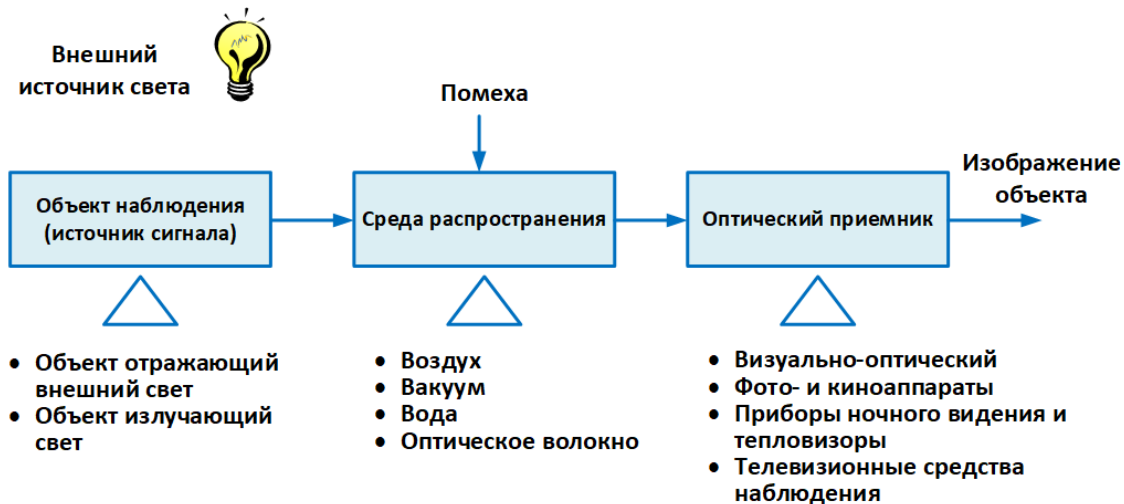 Внешний
источник света
Помеха
Изображение
объекта
Объект наблюдения
(источник сигнала)
Среда распространения
Оптический приемник
• Объект отражающий
внешний свет
• Объект излучающий
свет
• Воздух
• Вакуум
• Вода
• Оптическое волокно
• Визуально-оптический
• Фото- и киноаппараты
• Приборы ночного видения и
тепловизоры
• Телевизионные средства
наблюдения